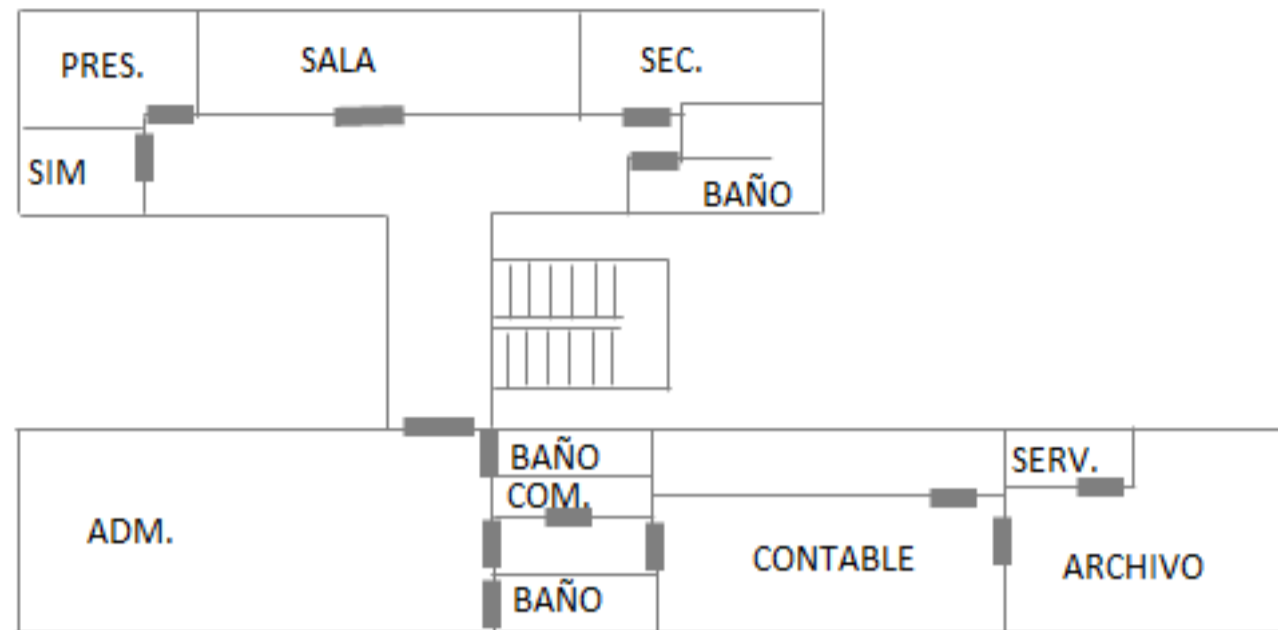 PRES.
SALA
SEC.
SIM
BAÑO
BAÑO
SERV.
COM.
ADM.
CONTABLE
ARCHIVO
BAÑO